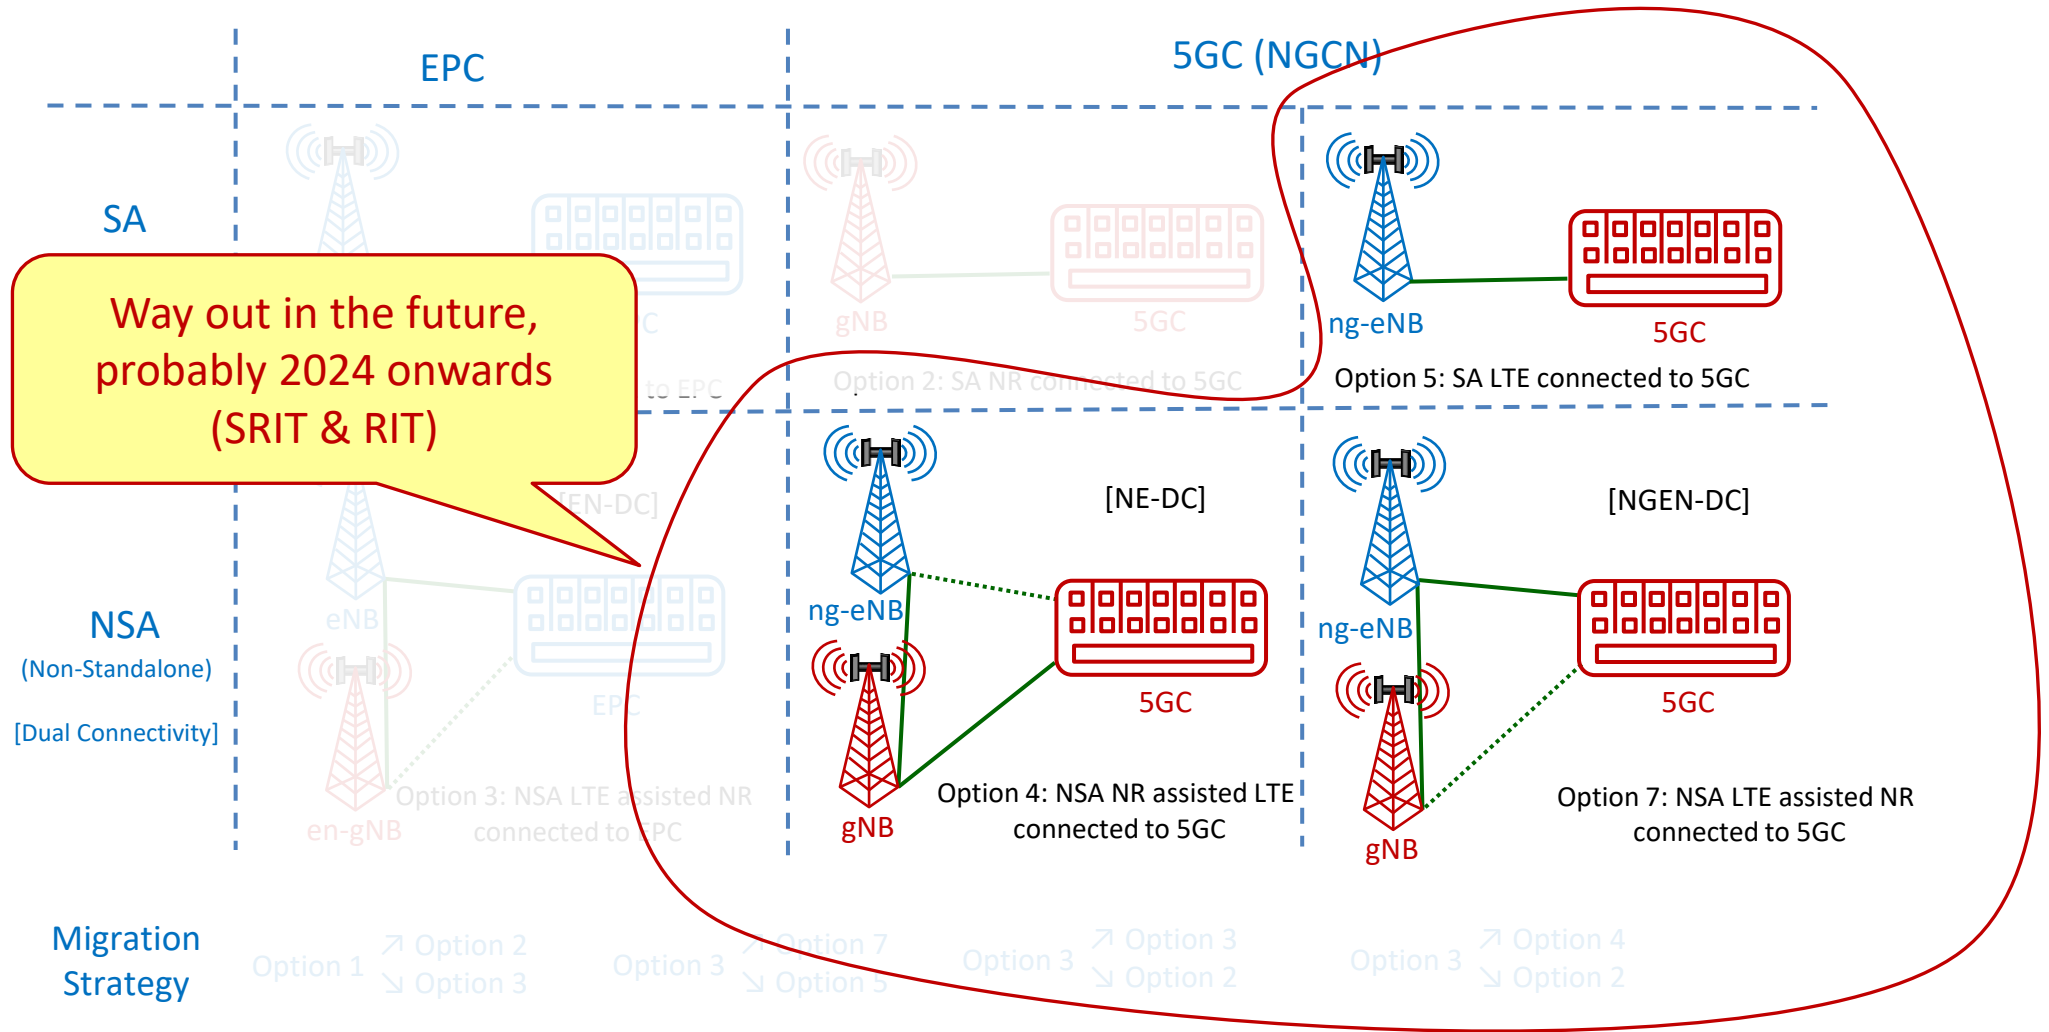 EPC
5GC (NGCN)
SA
gNB
5GC
ng-eNB
5GC
Way out in the future,
probably 2024 onwards
(SRIT & RIT)
to EPC
Option 2: SA NR connected to 5GC
Option 5: SA LTE connected to 5GC
[EN-DC]
[NE-DC]
[NGEN-DC]
NSA
(Non-Standalone)
[Dual Connectivity]
eNB
EPC
en-gNB
Option 3: NSA LTE assisted NR
connected to EPC
ng-eNB
5GC
gNB
Option 4: NSA NR assisted LTE
connected to 5GC
ng-eNB
5GC
gNB
Option 7: NSA LTE assisted NR
connected to 5GC
Migration
Strategy
Option 1
↗ Option 2
↘ Option 3
Option 3
↗ Option 7
↘ Option 5
Option 3
↗ Option 3
↘ Option 2
Option 3
↗ Option 4
↘ Option 2